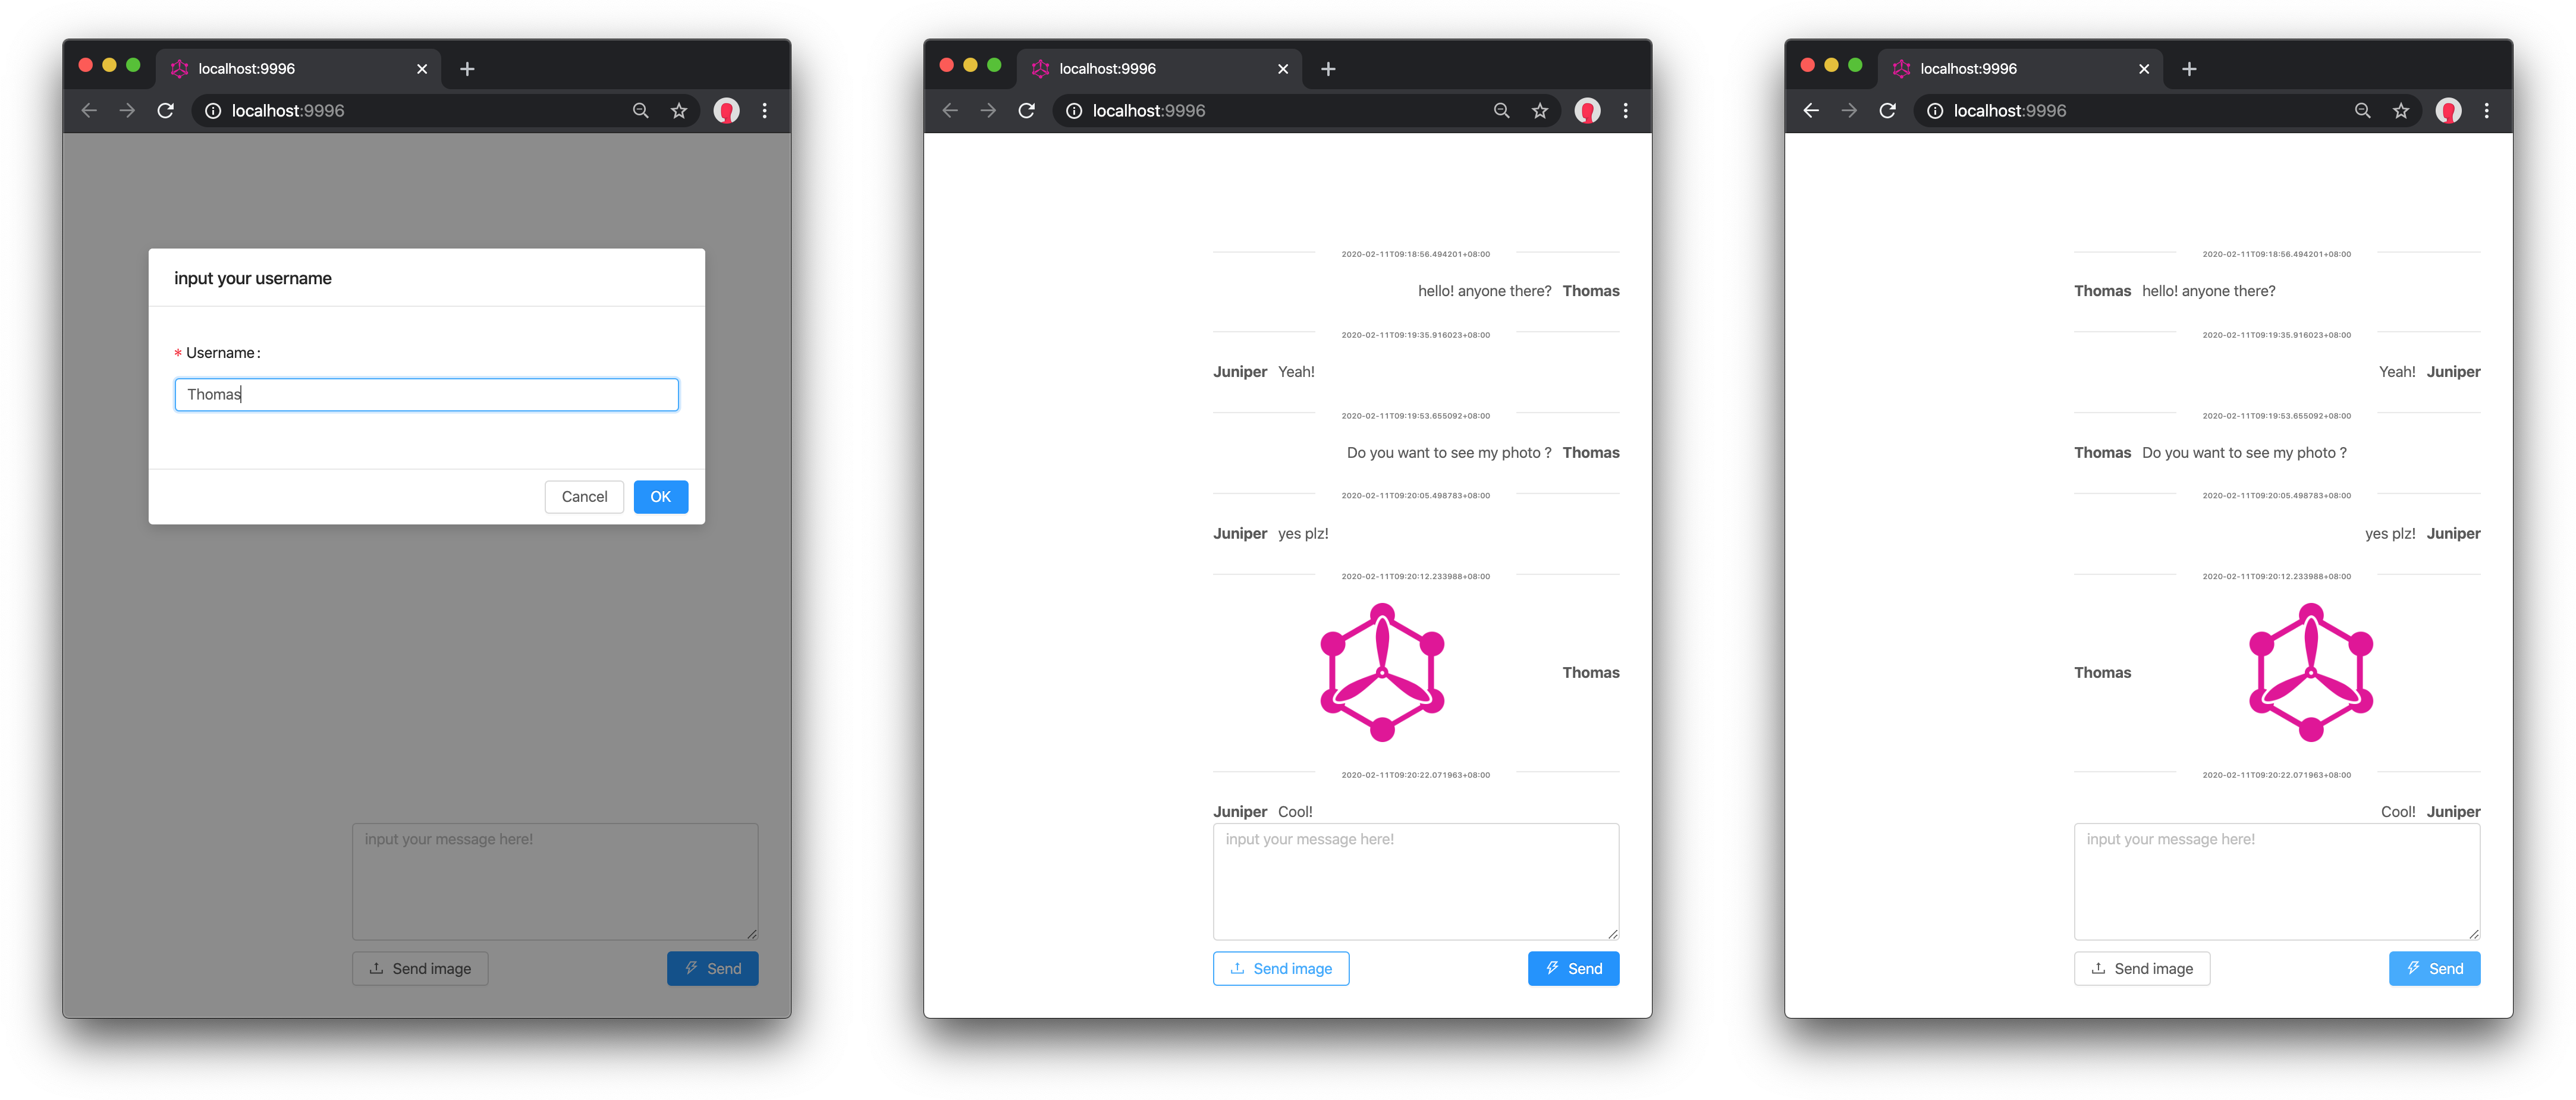 localhost:9996
localhost:9996
input your username
* Username :
Thomas
Cancel OK
input your message here!
Send image Send
localhost:9996
localhost:9996
2020-02-11T09:18:56.494201+08:00
hello! anyone there? Thomas
2020-02-11T09:19:35.916023+08:00
Juniper Yeah!
2020-02-11T09:19:53.655092+08:00
Do you want to see my photo ? Thomas
2020-02-11T09:20:05.498783+08:00
Juniper yes plz!
2020-02-11T09:20:12.233988+08:00
Thomas
2020-02-11T09:20:22.071963+08:00
Juniper Cool!
input your message here!
Send image Send
localhost:9996
localhost:9996
2020-02-11T09:18:56.494201+08:00
Thomas hello! anyone there?
2020-02-11T09:19:35.916023+08:00
Yeah! Juniper
2020-02-11T09:19:53.655092+08:00
Thomas Do you want to see my photo ?
2020-02-11T09:20:05.498783+08:00
yes plz! Juniper
2020-02-11T09:20:12.233988+08:00
Thomas
2020-02-11T09:20:22.071963+08:00
Cool! Juniper
input your message here!
Send image Send